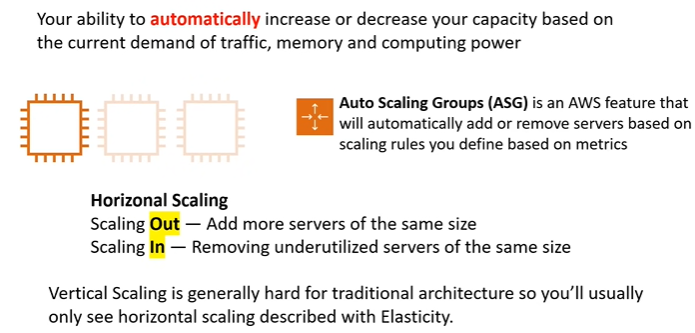 Your ability to automatically increase or decrease your capacity based on
the current demand of traffic, memory and computing power
Auto Scaling Groups (ASG) is an AWS feature that
will automatically add or remove servers based on
scaling rules you define based on metrics
Horizonal Scaling
Scaling Out — Add more servers of the same size
Scaling In — Removing underutilized servers of the same size
Vertical Scaling is generally hard for traditional architecture so you’ll usually
only see horizontal scaling described with Elasticity.